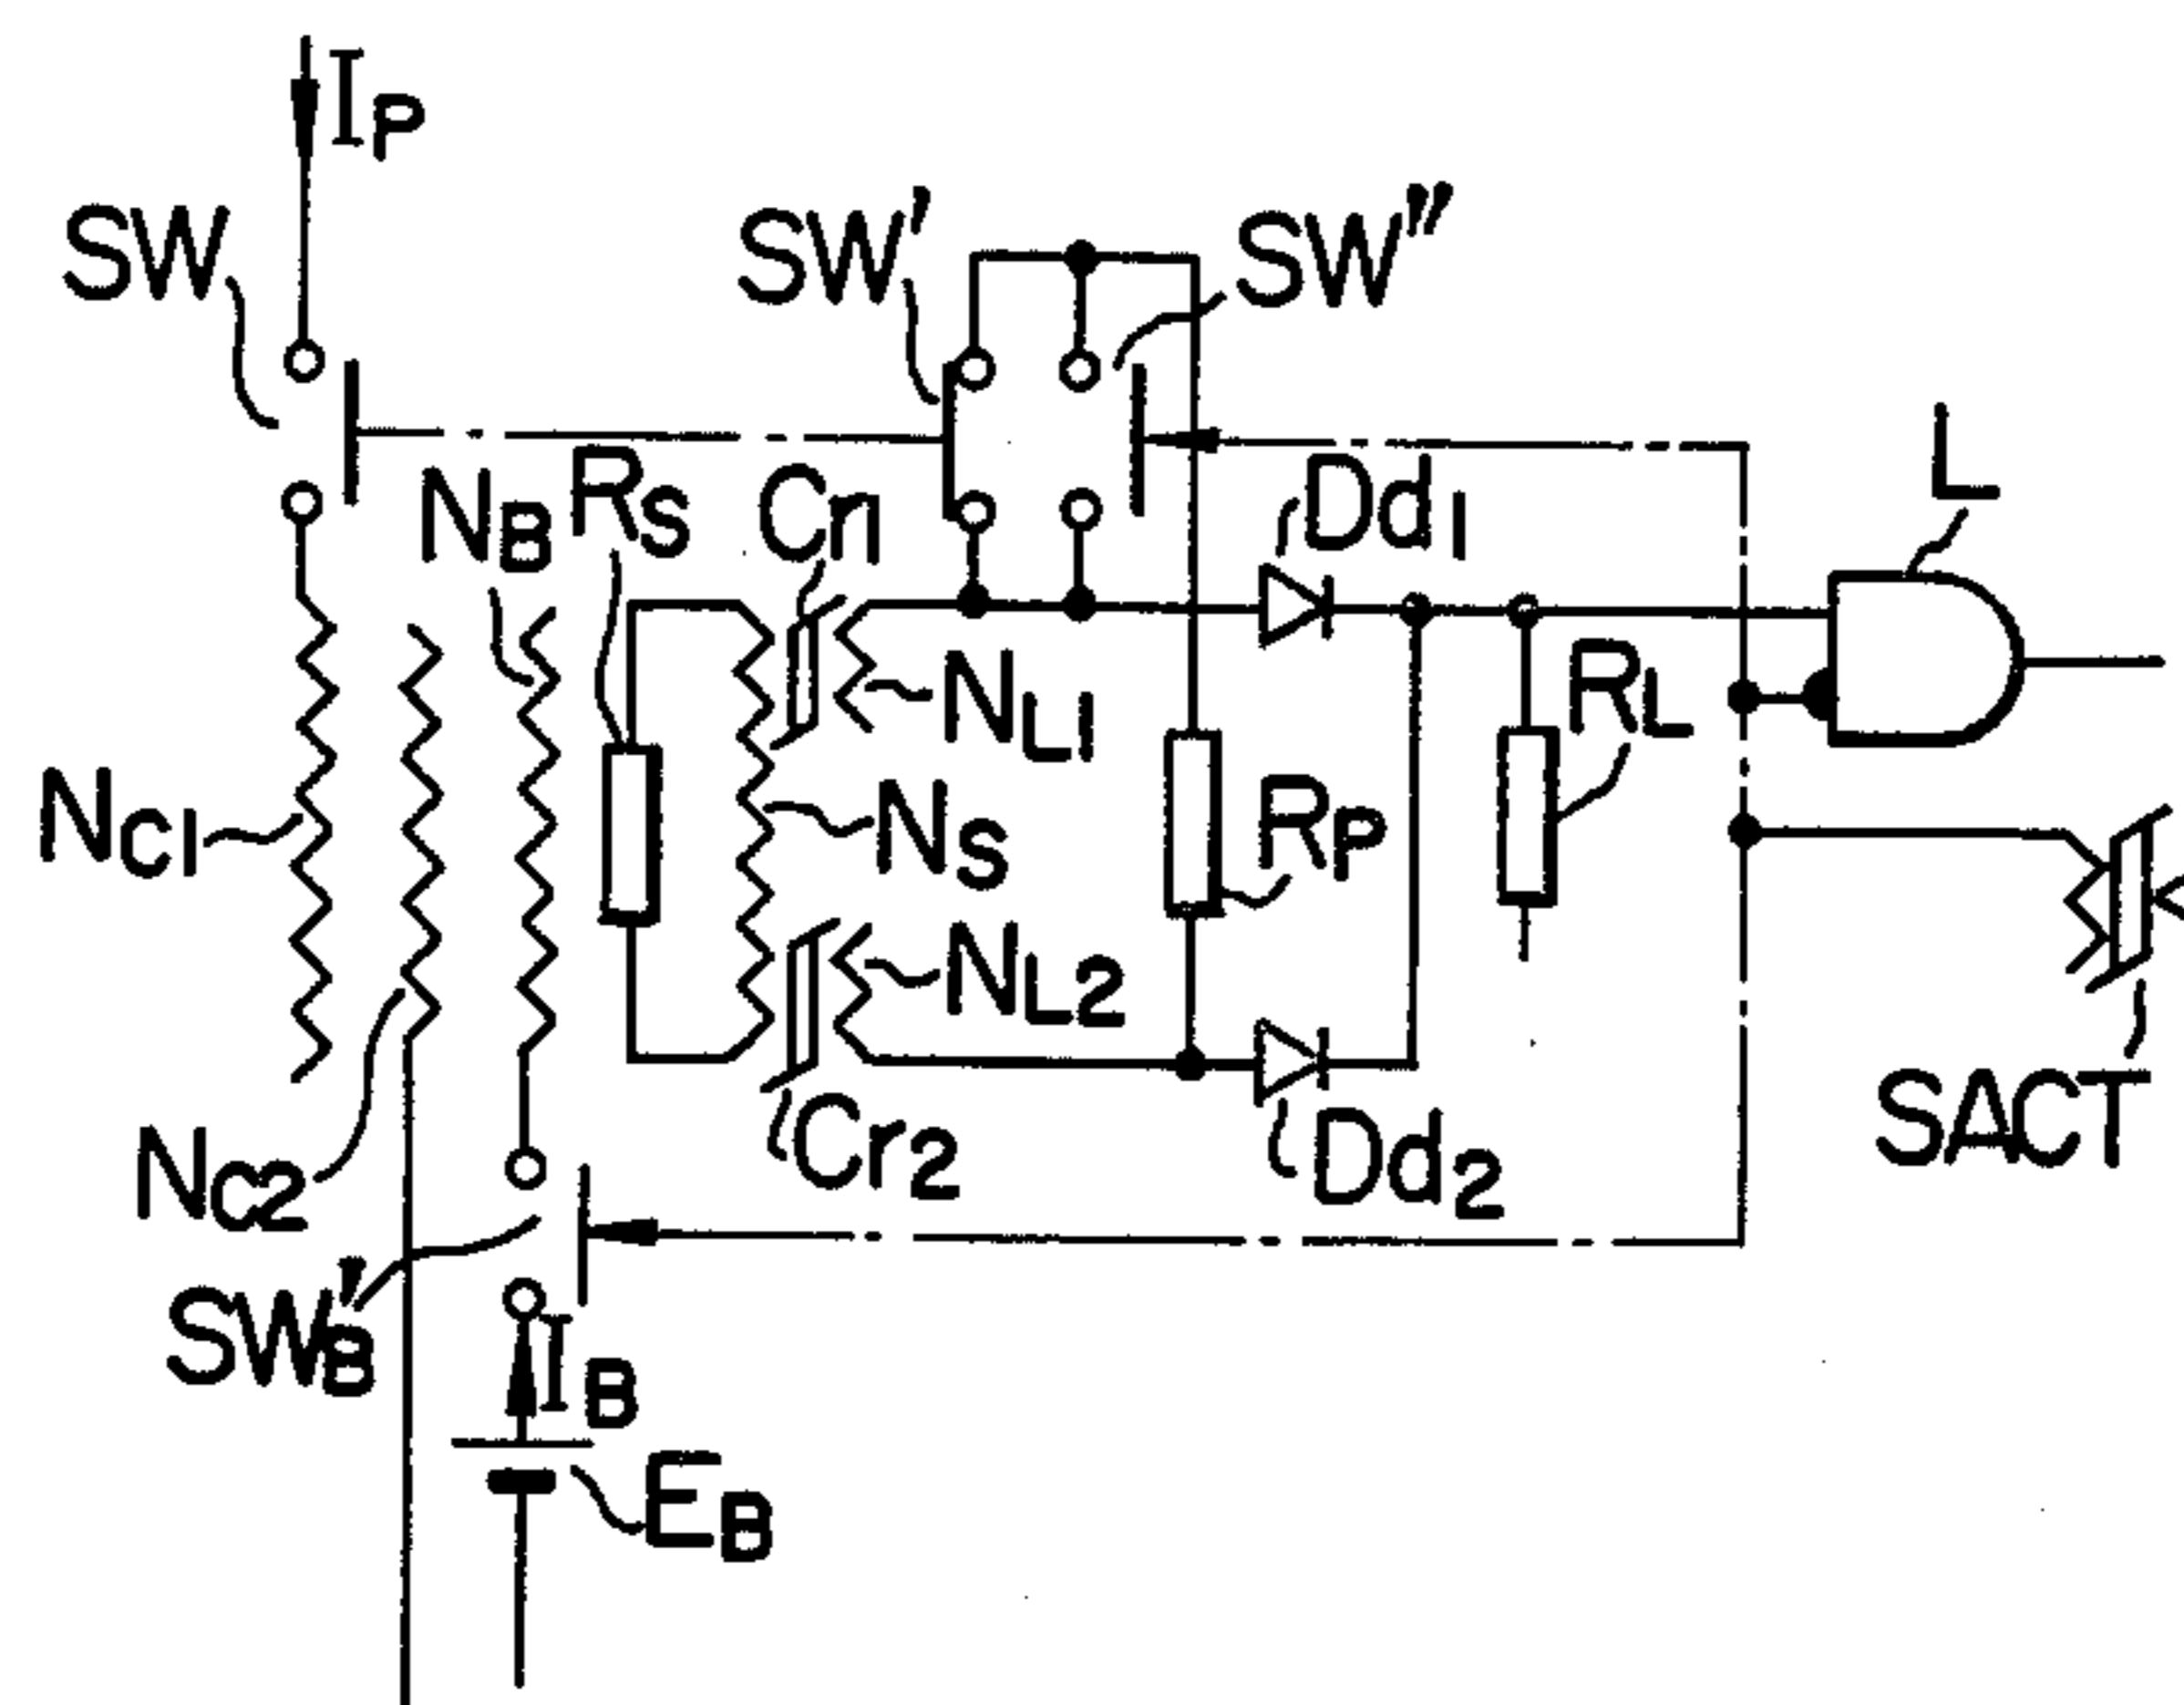 IP
SW
SW'
SW"
L
NB
RS
Cr1
Dd1
NL1
RL
NC1
NS
RP
NL2
SACT
NC2
Cr2
Dd2
SW'B
IB
EB